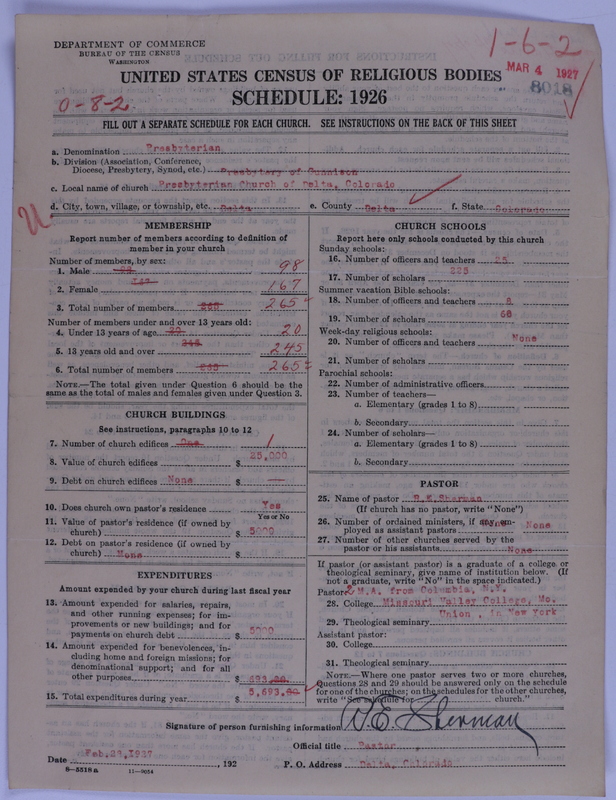 DEPARTMENT OF COMMERCE
BUREAU OF THE CENSUS
WASHINGTON
1-6-2
MAR 4 1927
8018
UNITED STATES CENSUS OF RELIGIOUS BODIES
0-8-2
SCHEDULE: 1926
FILL OUT A SEPARATE SCHEDULE FOR EACH CHURCH. SEE INSTRUCTIONS ON THE BACK OF THIS SHEET
a. Denomination Presbyterian
b. Division (Association, Conference, Diocese, Presbytery, Synod, etc.) Presbytery of Gunnison
c. Local name of church Presbyterian Church of Delta, Colorado
d. City, town, village, or township, etc. Delta e. County Delta f. State Colorado
MEMBERSHIP
Report number of members according to definition of
member in your church
Number of members, by sex:
1. Male 98
2. Female 167
3. Total number of members 265
Number of members under and over 13 years old:
4. Under 13 years of age 20
5. 13 years old and over 245
6. Total number of members 265
NOTE.—The total given under Question 6 should be
same as the total of males and females given under Question 3.
CHURCH BUILDINGS
See instructions, paragraphs 10 to 12
7. Number of church edifices One 1
8. Value of church edifices $ 25,000
9. Debt on church edifices None $ —
10. Does church own pastor's residence Yes
Yes or No
11. Value of pastor's residence (if owned by
church) $ 5000
12. Debt on pastor's residence (if owned by
church) None $
EXPENDITURES
Amount expended by your church during last fiscal year
13. Amount expended for salaries, repairs,
and other running expenses; for im-
provements or new buildings; and for
payments on church debt $ 5000
14. Amount expended for benevolences, in-
cluding home and foreign missions; for
denominational support; and for all
other purposes $ 693.00
15. Total expenditures during year $ 5,693.00
CHURCH SCHOOLS
Report here only schools conducted by this church
Sunday schools:
16. Number of officers and teachers 25
17. Number of scholars 225
Summer vacation Bible schools:
18. Number of officers and teachers 8
19. Number of scholars 60
Week-day religious schools:
20. Number of officers and teachers None
21. Number of scholars
Parochial schools:
22. Number of administrative officers
23. Number of teachers—
a. Elementary (grades 1 to 8)
b. Secondary
24. Number of scholars—
a. Elementary (grades 1 to 8)
b. Secondary
PASTOR
25. Name of pastor Sherman
(If church has no pastor, write "None")
26. Number of ordained ministers, if any, em-
ployed as assistant pastors None
27. Number of other churches served by the
pastor or his assistants None
If pastor (or assistant pastor) is a graduate of a college or
theological seminary, give name of institution below. (If
not a graduate, write "No" in the space indicated.)
Pastor: M.A. from Columbia, N.Y.
28. College Missouri Valley College, Mo.
29. Theological seminary Union, in New York
Assistant pastor:
30. College
31. Theological seminary
NOTE.—Where one pastor serves two or more churches,
Questions 28 and 29 should be answered only on the schedule
for one of the churches; on the schedules for the other churches,
write "See schedule for church."
Signature of person furnishing information Sherman
Official title Pastor
Date Feb. 28, 1927, 192
P. O. Address Delta, Colorado
8-5518a 11-9054